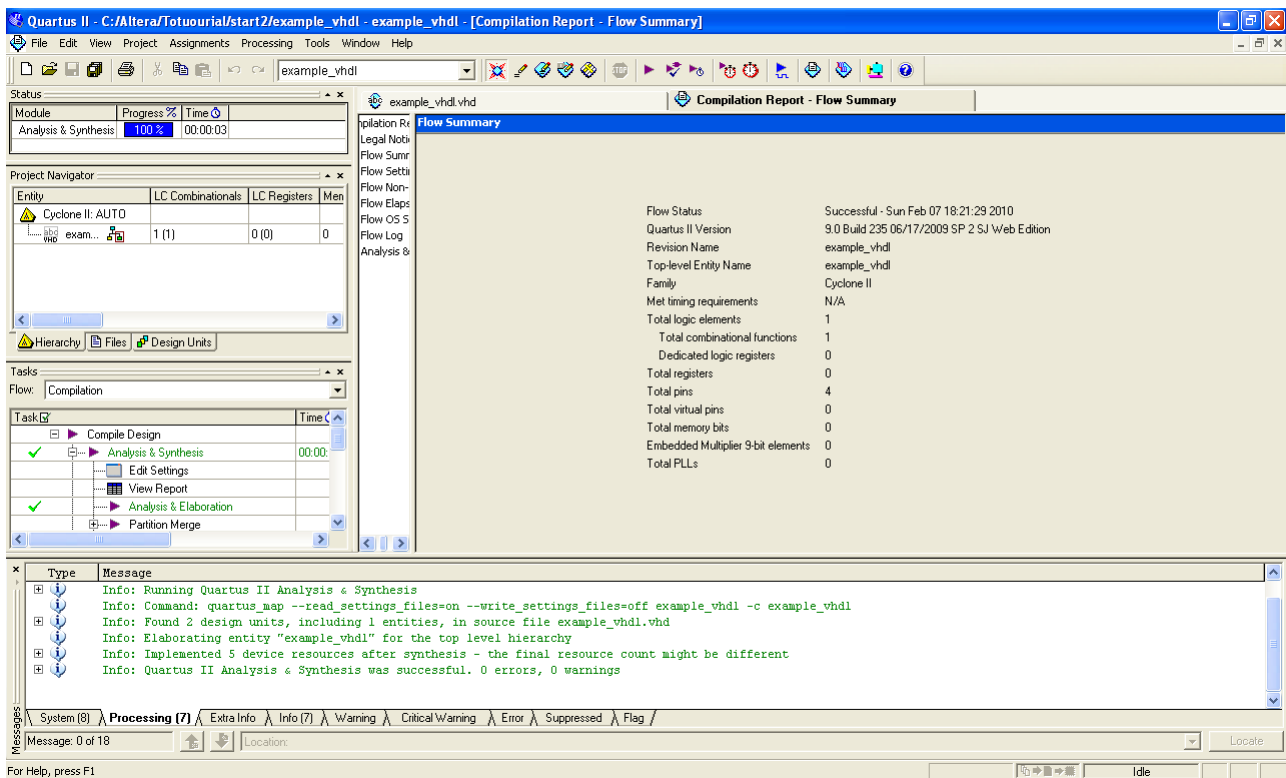 Quartus II - C:/Altera/Totuourial/start2/example_vhdl - example_vhdl - [Compilation Report - Flow Summary]
File Edit View Project Assignments Processing Tools Window Help
example_vhdl
Status
Module Progress % Time
Analysis & Synthesis 100 % 00:00:03
Project Navigator
Entity LC Combinationals LC Registers Mem
Cyclone II: AUTO
exam... 1 (1) 0 (0) 0
Hierarchy Files Design Units
Tasks
Flow: Compilation
Task Time
Compile Design
Analysis & Synthesis 00:00:
Edit Settings
View Report
Analysis & Elaboration
Partition Merge
example_vhdl.vhd
Compilation Report - Flow Summary
npilation Re
Legal Notic
Flow Summ
Flow Settin
Flow Non-
Flow Elaps
Flow OS S
Flow Log
Analysis &
Flow Summary
Flow Status Successful - Sun Feb 07 18:21:29 2010
Quartus II Version 9.0 Build 235 06/17/2009 SP 2 SJ Web Edition
Revision Name example_vhdl
Top-level Entity Name example_vhdl
Family Cyclone II
Met timing requirements N/A
Total logic elements 1
Total combinational functions 1
Dedicated logic registers 0
Total registers 0
Total pins 4
Total virtual pins 0
Total memory bits 0
Embedded Multiplier 9-bit elements 0
Total PLLs 0
Type Message
Info: Running Quartus II Analysis & Synthesis
Info: Command: quartus_map --read_settings_files=on --write_settings_files=off example_vhdl -c example_vhdl
Info: Found 2 design units, including 1 entities, in source file example_vhdl.vhd
Info: Elaborating entity "example_vhdl" for the top level hierarchy
Info: Implemented 5 device resources after synthesis - the final resource count might be different
Info: Quartus II Analysis & Synthesis was successful. 0 errors, 0 warnings
System (8) Processing (7) Extra Info Info (7) Warning Critical Warning Error Suppressed Flag
Messages
Message: 0 of 18 Location: Locate
For Help, press F1 Idle